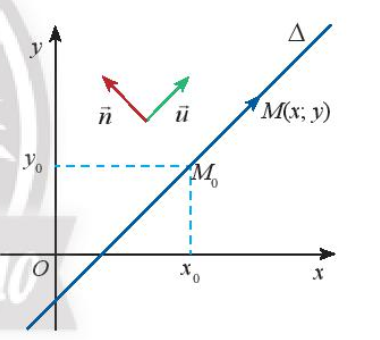 y
Δ
n⃗
u⃗
M(x; y)
y₀
M₀
O
x₀
x